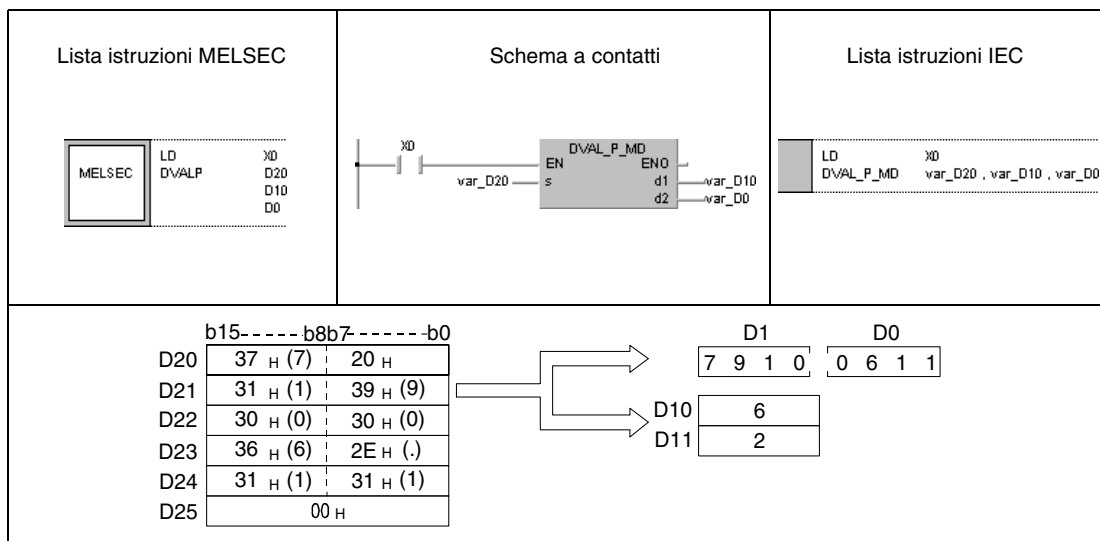 Lista istruzioni MELSEC
Schema a contatti
Lista istruzioni IEC
MELSEC
LD X0
DVALP D20
D10
D0
X0
DVAL_P_MD
EN ENO
var_D20 s d1 var_D10
d2 var_D0
LD X0
DVAL_P_MD var_D20 , var_D10 , var_D0
b15------b8b7-------b0
D20 37 H (7) 20 H
D21 31 H (1) 39 H (9)
D22 30 H (0) 30 H (0)
D23 36 H (6) 2E H (.)
D24 31 H (1) 31 H (1)
D25 00 H
D1 D0
7 9 1 0 0 6 1 1
D10 6
D11 2